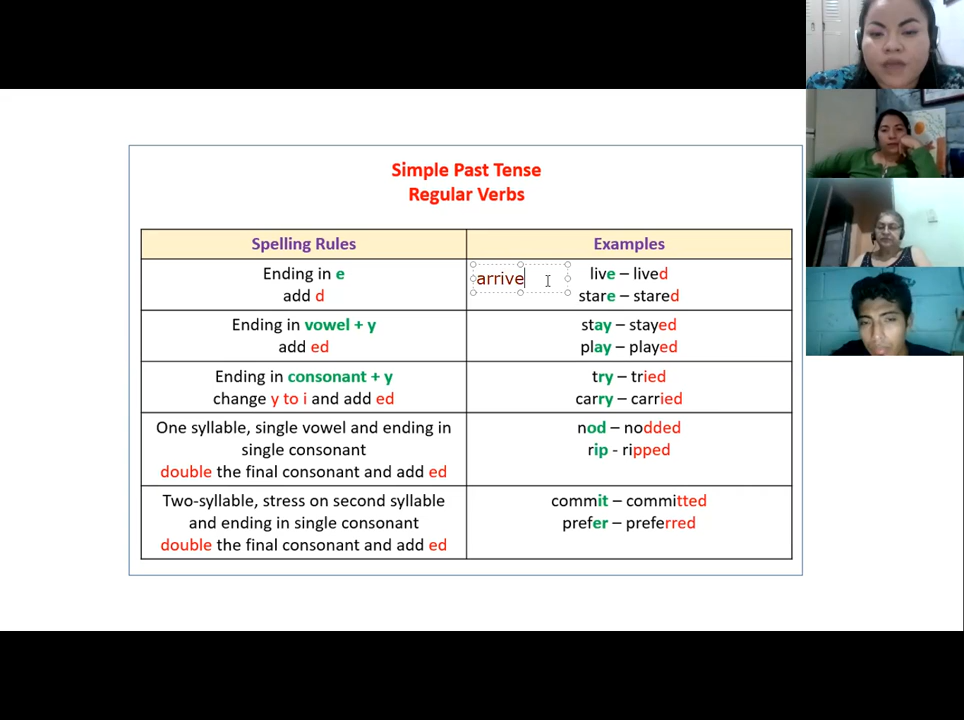 Simple Past Tense
Regular Verbs
Spelling Rules
Examples
Ending in e
add d
arrive
live – lived
stare – stared
Ending in vowel + y
add ed
stay – stayed
play – played
Ending in consonant + y
change y to i and add ed
try – tried
carry – carried
One syllable, single vowel and ending in
single consonant
double the final consonant and add ed
nod – nodded
rip - ripped
Two-syllable, stress on second syllable
and ending in single consonant
double the final consonant and add ed
commit – committed
prefer – preferred